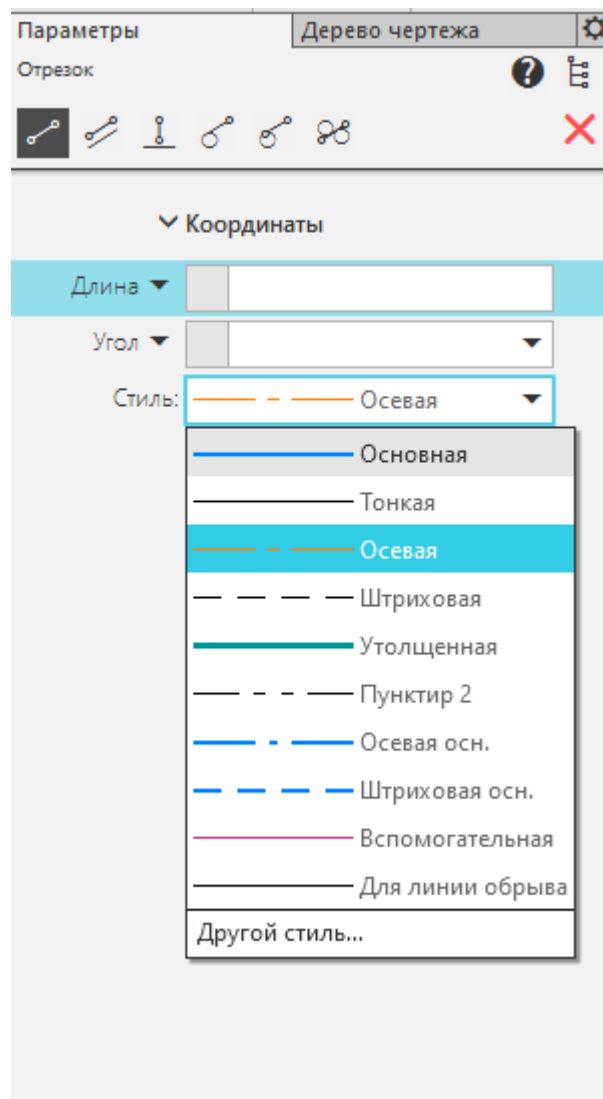 Параметры
Дерево чертежа
Отрезок
?
Координаты
Длина
Угол
Стиль: Осевая
Основная
Тонкая
Осевая
Штриховая
Утолщенная
Пунктир 2
Осевая осн.
Штриховая осн.
Вспомогательная
Для линии обрыва
Другой стиль...